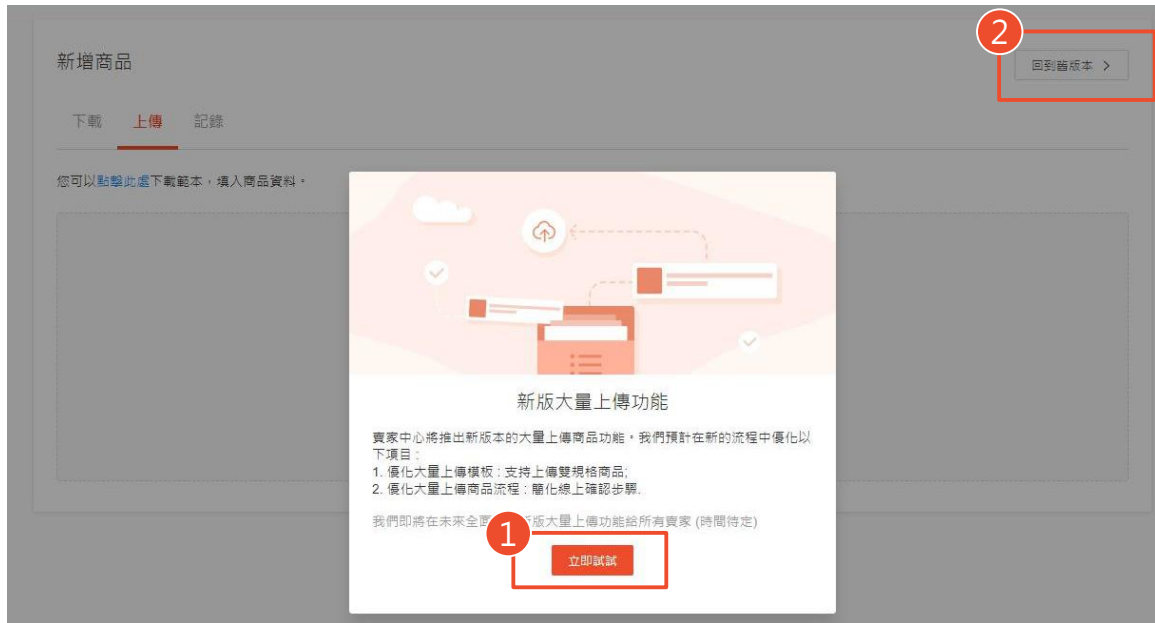 新增商品
2
回到舊版本 >
下載 上傳 記錄
您可以點擊此處下載範本，填入商品資料。
新版大量上傳功能
賣家中心將推出新版本的大量上傳商品功能。我們預計在新的流程中優化以
下項目：
1. 優化大量上傳模板：支持上傳雙規格商品;
2. 優化大量上傳商品流程：簡化線上確認步驟.
我們即將在未來全面 新版大量上傳功能給所有賣家 (時間待定)
1
立即試試